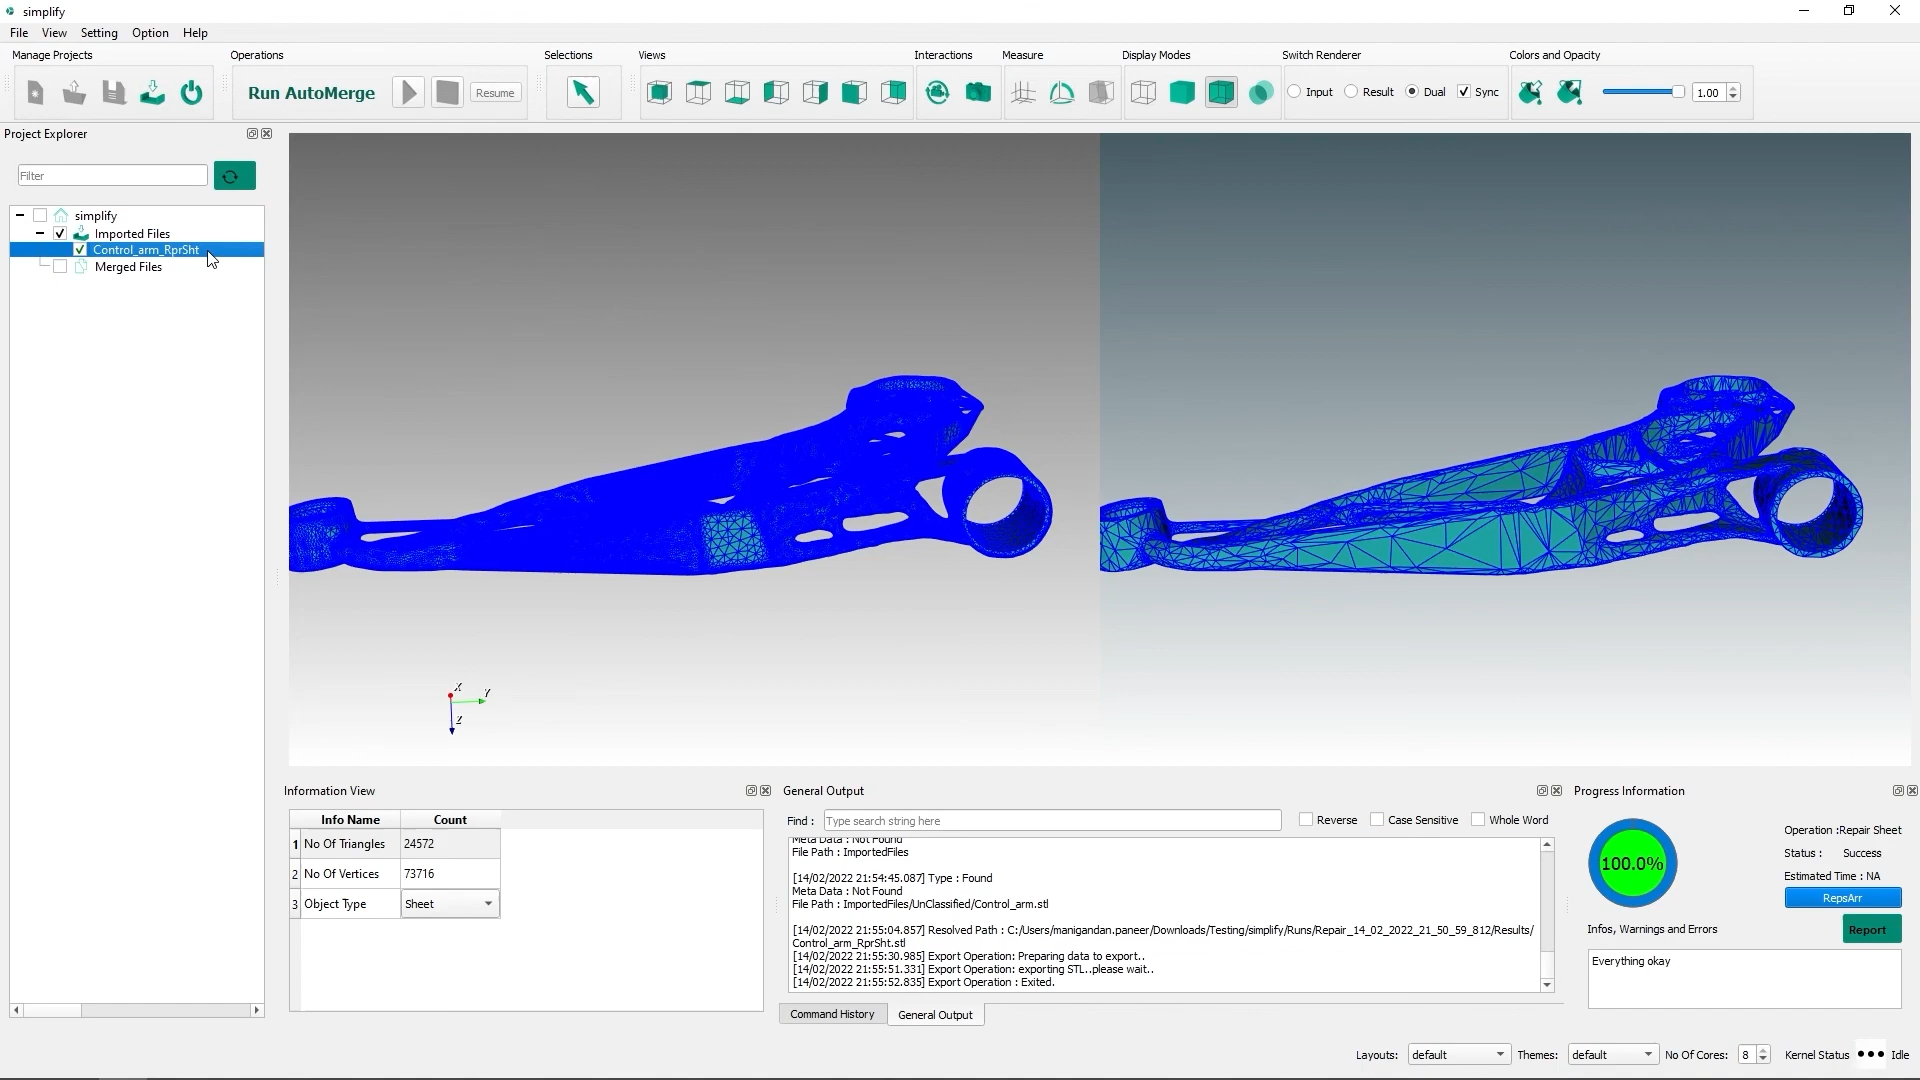 simplify
File View Setting Option Help
Manage Projects Operations Selections Views Interactions Measure Display Modes Switch Renderer Colors and Opacity
Run AutoMerge Resume Input Result Dual Sync 1.00
Project Explorer
Filter
simplify
Imported Files
Control_arm_RprSht
Merged Files
X
Y
Z
Information View
Info Name Count
1 No Of Triangles 24572
2 No Of Vertices 73716
3 Object Type Sheet
General Output
Find : Type search string here Reverse Case Sensitive Whole Word
Meta Data : Not Found
File Path : ImportedFiles
[14/02/2022 21:54:45.087] Type : Found
Meta Data : Not Found
File Path : ImportedFiles/UnClassified/Control_arm.stl
[14/02/2022 21:55:04.857] Resolved Path : C:/Users/manigandan.paneer/Downloads/Testing/simplify/Runs/Repair_14_02_2022_21_50_59_812/Results/
Control_arm_RprSht.stl
[14/02/2022 21:55:30.985] Export Operation: Preparing data to export..
[14/02/2022 21:55:51.331] Export Operation: exporting STL..please wait..
[14/02/2022 21:55:52.835] Export Operation : Exited.
Command History General Output
Progress Information
100.0%
Operation :Repair Sheet
Status : Success
Estimated Time : NA
RepsArr
Infos, Warnings and Errors Report
Everything okay
Layouts: default Themes: default No Of Cores: 8 Kernel Status Idle